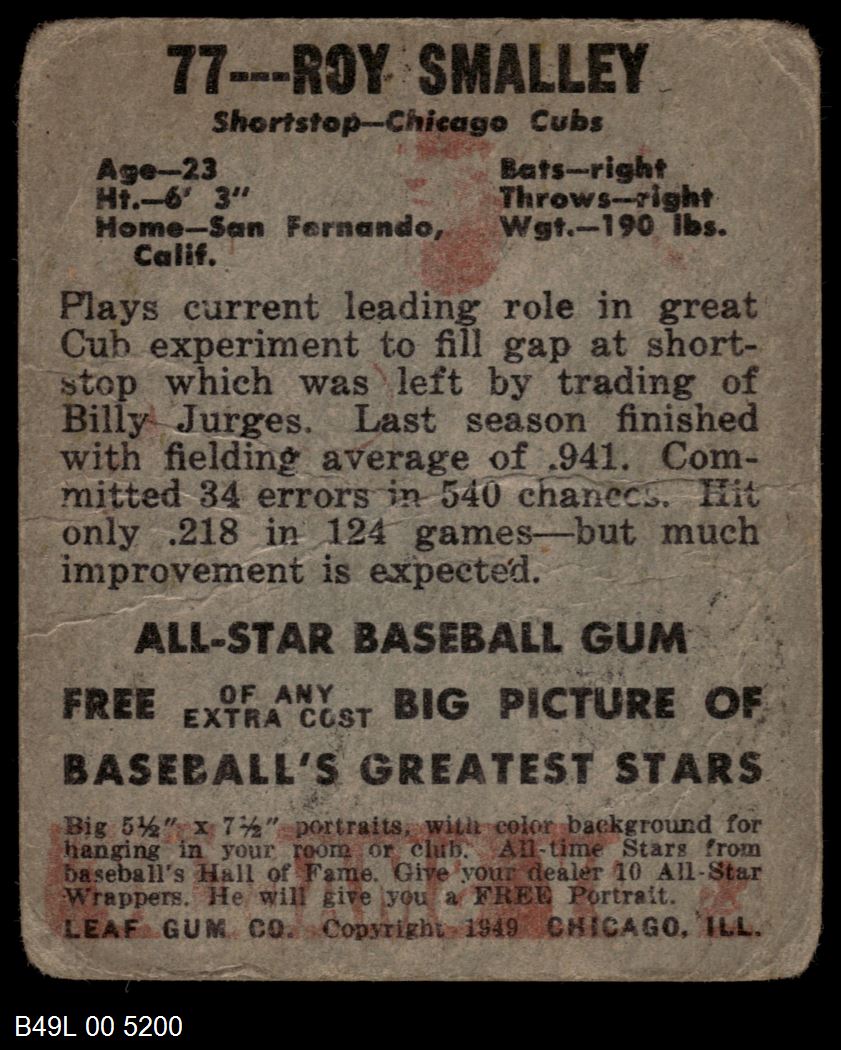 77---ROY SMALLEY
Shortstop—Chicago Cubs
Age—23
Ht.—6' 3"
Home—San Fernando,
Calif.
Bats—right
Throws—right
Wgt.—190 lbs.
Plays current leading role in great
Cub experiment to fill gap at short-
stop which was left by trading of
Billy Jurges. Last season finished
with fielding average of .941. Com-
mitted 34 errors in 540 chances. Hit
only .218 in 124 games—but much
improvement is expected.
ALL-STAR BASEBALL GUM
FREE OF ANY EXTRA COST BIG PICTURE OF
BASEBALL'S GREATEST STARS
Big 5½" x 7½" portraits, with color background for
hanging in your room or club. All-time Stars from
baseball's Hall of Fame. Give your dealer 10 All-Star
Wrappers. He will give you a FREE Portrait.
LEAF GUM CO. Copyright 1949 CHICAGO, ILL.
B49L 00 5200